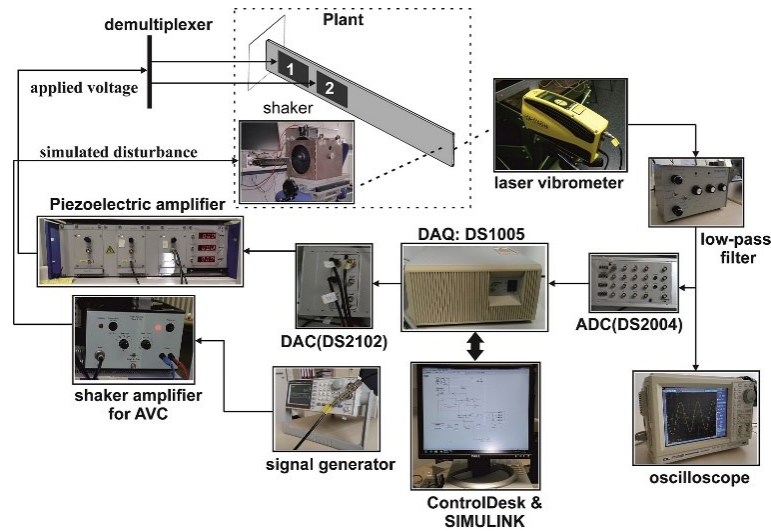 demultiplexer
Plant
1
2
applied voltage
shaker
simulated disturbance
laser vibrometer
Piezoelectric amplifier
DAQ: DS1005
low-pass
filter
DAC(DS2102)
ADC(DS2004)
shaker amplifier
for AVC
signal generator
ControlDesk &
SIMULINK
oscilloscope